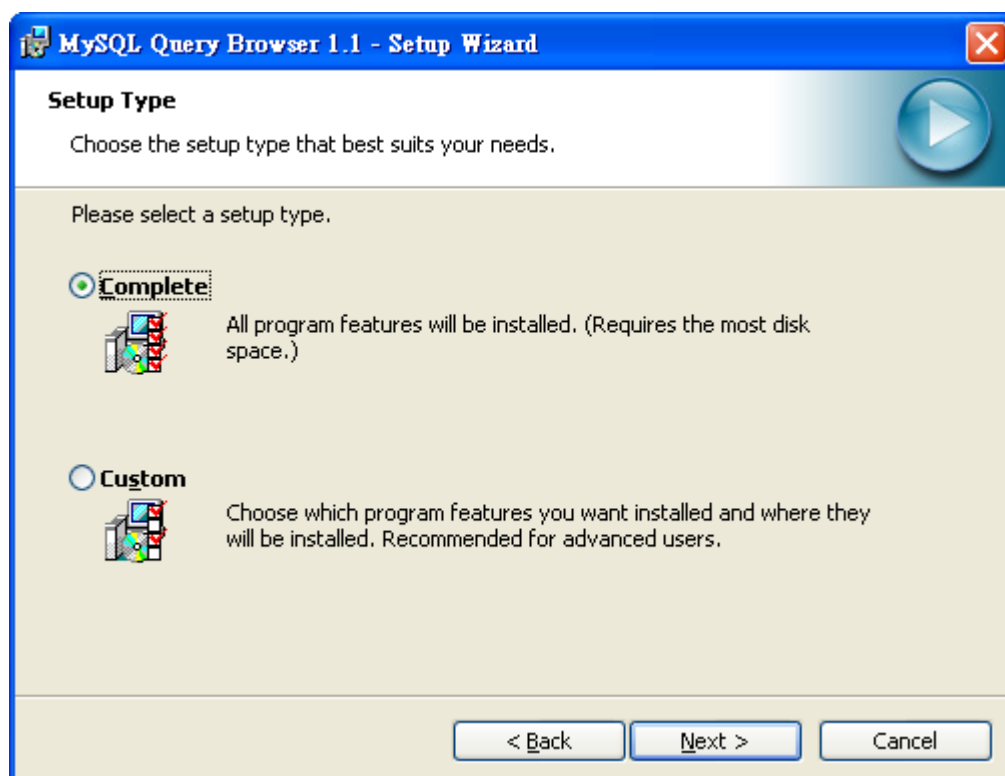 MySQL Query Browser 1.1 - Setup Wizard
Setup Type
Choose the setup type that best suits your needs.
Please select a setup type.
Complete
All program features will be installed. (Requires the most disk
space.)
Custom
Choose which program features you want installed and where they
will be installed. Recommended for advanced users.
< Back
Next >
Cancel